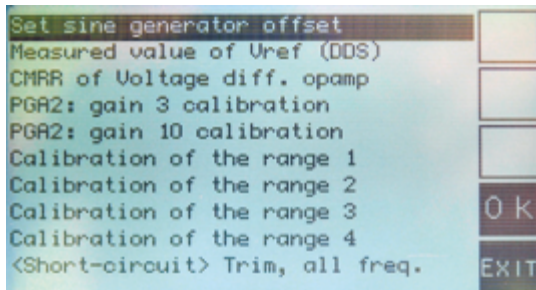 Set sine generator offset
Measured value of Vref (DDS)
CMRR of Voltage diff. opamp
PGA2: gain 3 calibration
PGA2: gain 10 calibration
Calibration of the range 1
Calibration of the range 2
Calibration of the range 3
Calibration of the range 4
<Short-circuit> Trim, all freq.
Ok
EXIT